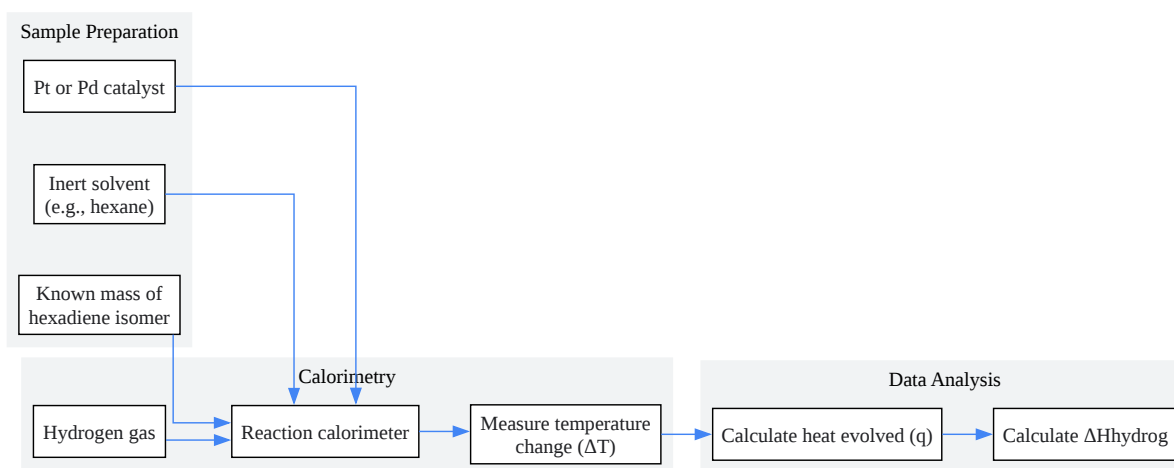 Sample Preparation
Pt or Pd catalyst
Inert solvent
(e.g., hexane)
Known mass of
hexadiene isomer
Calorimetry
Hydrogen gas
Reaction calorimeter
Measure temperature
change (ΔT)
Data Analysis
Calculate heat evolved (q)
Calculate ΔHhydrog